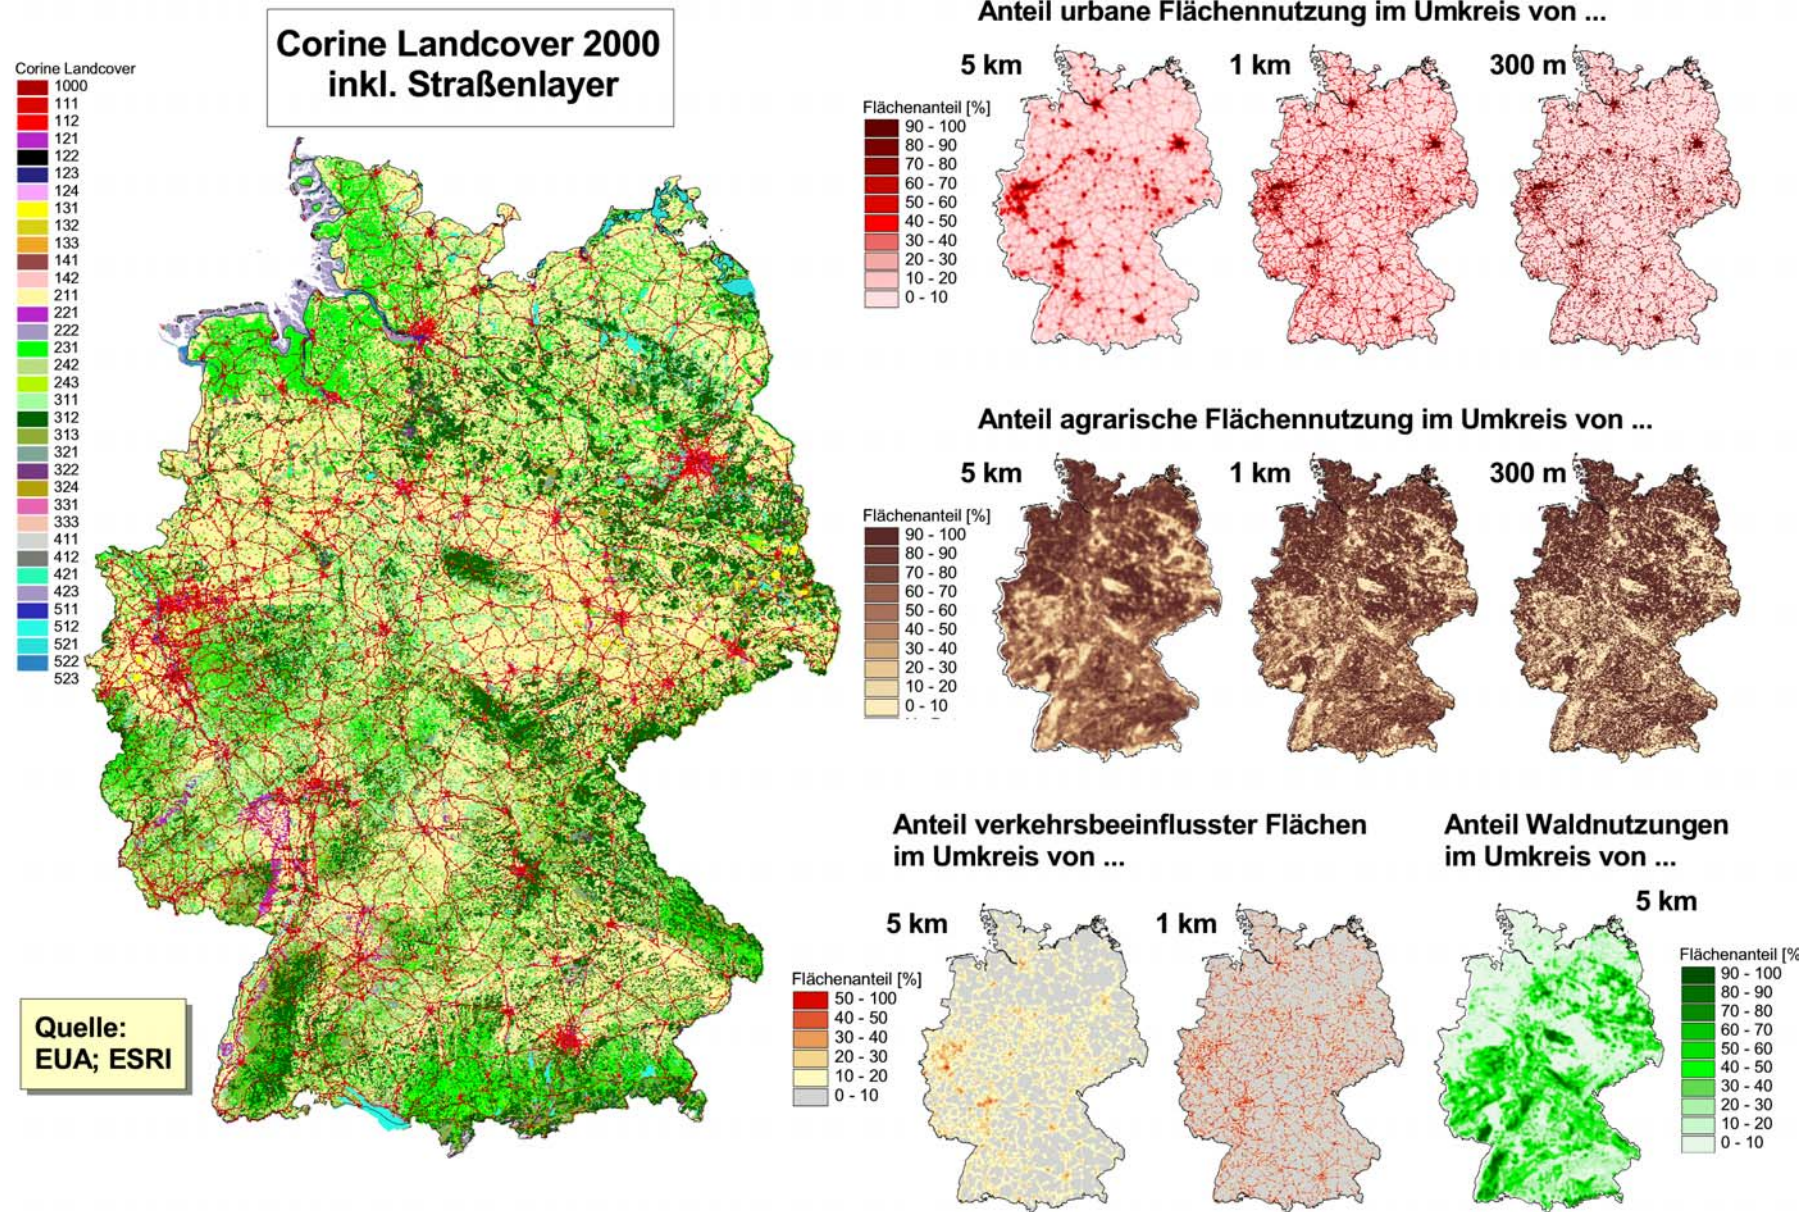 Corine Landcover 2000
inkl. Straßenlayer
Corine Landcover
1000
111
112
121
122
123
124
131
132
133
141
142
211
221
222
231
242
243
311
312
313
321
322
324
331
333
411
412
421
423
511
512
521
522
523
Quelle:
EUA; ESRI
Anteil urbane Flächennutzung im Umkreis von ...
5 km
1 km
300 m
Flächenanteil [%]
90 - 100
80 - 90
70 - 80
60 - 70
50 - 60
40 - 50
30 - 40
20 - 30
10 - 20
0 - 10
Anteil agrarische Flächennutzung im Umkreis von ...
5 km
1 km
300 m
Flächenanteil [%]
90 - 100
80 - 90
70 - 80
60 - 70
50 - 60
40 - 50
30 - 40
20 - 30
10 - 20
0 - 10
Anteil verkehrsbeeinflusster Flächen
im Umkreis von ...
5 km
1 km
Flächenanteil [%]
50 - 100
40 - 50
30 - 40
20 - 30
10 - 20
0 - 10
Anteil Waldnutzungen
im Umkreis von ...
5 km
Flächenanteil [%
90 - 100
80 - 90
70 - 80
60 - 70
50 - 60
40 - 50
30 - 40
20 - 30
10 - 20
0 - 10